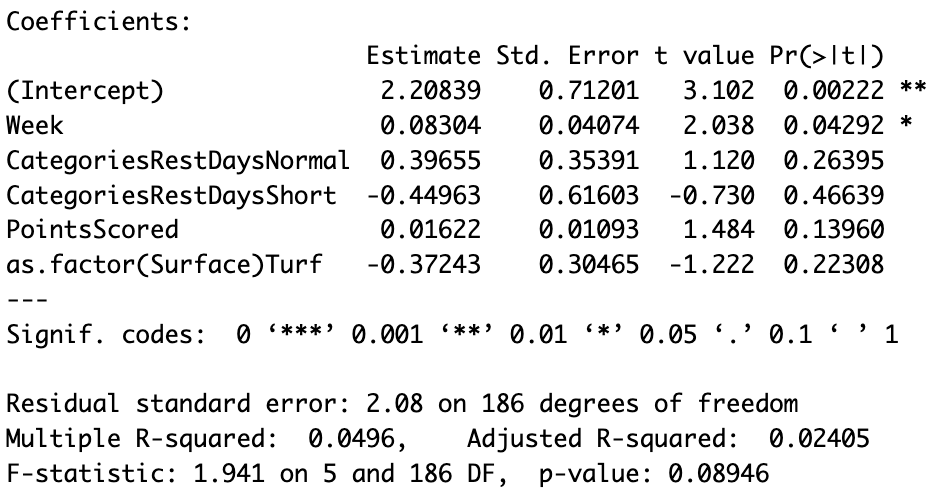 Coefficients:
Estimate Std. Error t value Pr(>|t|)
(Intercept) 2.20839 0.71201 3.102 0.00222 **
Week 0.08304 0.04074 2.038 0.04292 *
CategoriesRestDaysNormal 0.39655 0.35391 1.120 0.26395
CategoriesRestDaysShort -0.44963 0.61603 -0.730 0.46639
PointsScored 0.01622 0.01093 1.484 0.13960
as.factor(Surface)Turf -0.37243 0.30465 -1.222 0.22308
---
Signif. codes: 0 ‘***’ 0.001 ‘**’ 0.01 ‘*’ 0.05 ‘.’ 0.1 ‘ ’ 1
Residual standard error: 2.08 on 186 degrees of freedom
Multiple R-squared: 0.0496, Adjusted R-squared: 0.02405
F-statistic: 1.941 on 5 and 186 DF, p-value: 0.08946